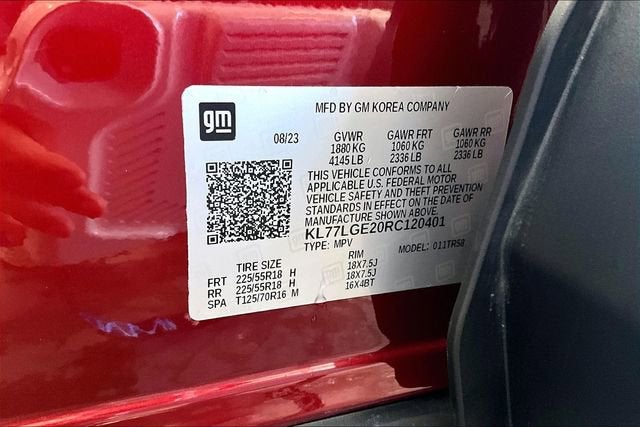 gm
MFD BY GM KOREA COMPANY
08/23 GVWR GAWR FRT GAWR RR
1880 KG 1060 KG 1060 KG
4145 LB 2336 LB 2336 LB
THIS VEHICLE CONFORMS TO ALL
APPLICABLE U.S. FEDERAL MOTOR
VEHICLE SAFETY AND THEFT PREVENTION
STANDARDS IN EFFECT ON THE DATE OF
MANUFACTURE SHOWN ABOVE.
KL77LGE20RC120401
TYPE: MPV MODEL: 011TR58
TIRE SIZE RIM
FRT 225/55R18 H 18X7.5J
RR 225/55R18 H 18X7.5J
SPA T125/70R16 M 16X4BT